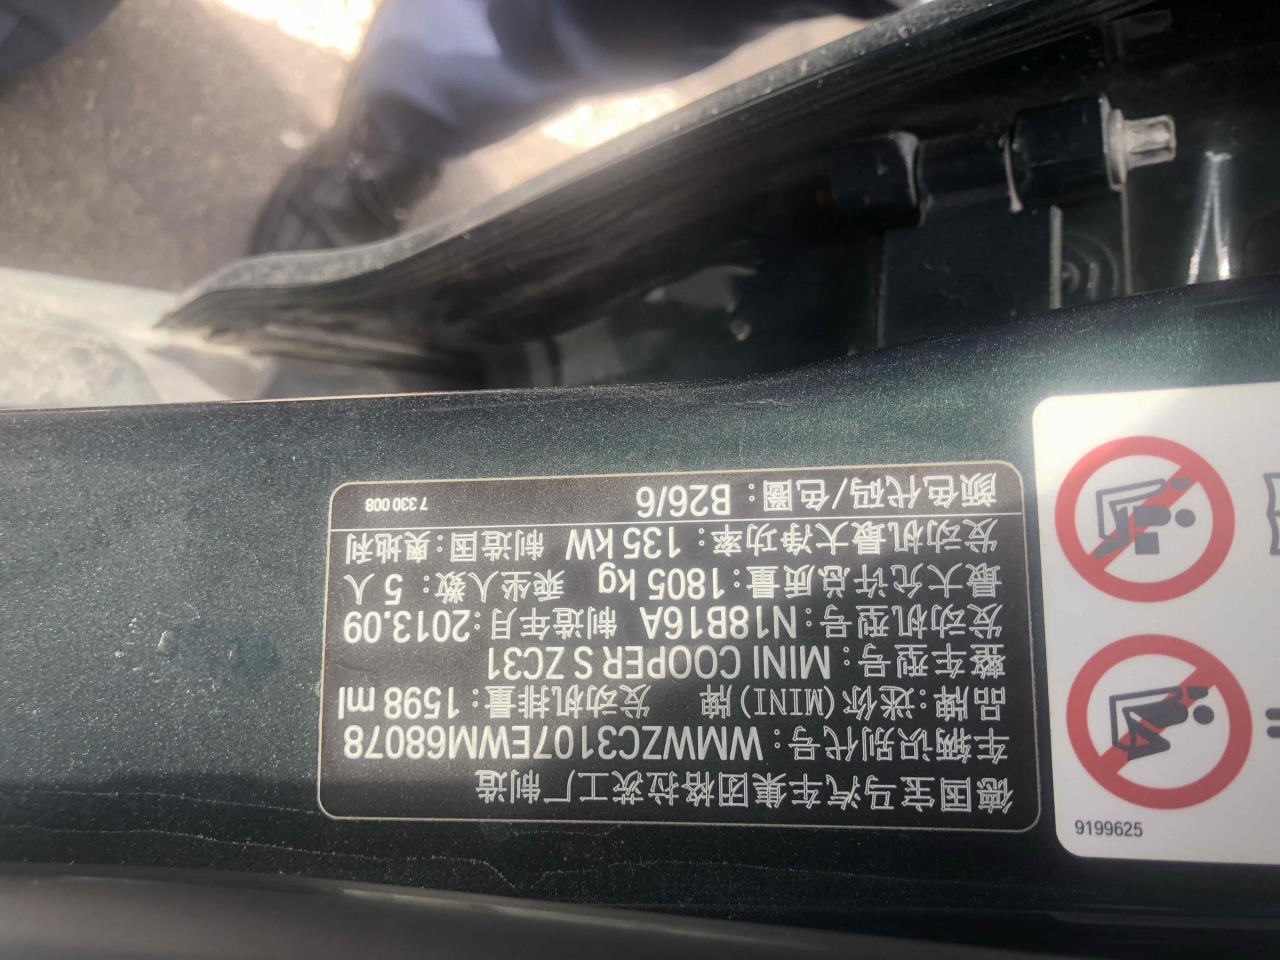 德国宝马汽车集团格拉茨工厂 制造
车辆识别代号：WMWZC3107EWM68078
品牌：迷你(MINI)牌 发动机排量：1598 ml
整车型号：MINI COOPER S ZC31
发动机型号：N18B16A 制造年月：2013.09
最大允许总质量：1805 kg 乘坐人数：5 人
发动机最大净功率：135 kW 制造国：奥地利
颜色代码/色圖：B26/6 7 330 008
9199625